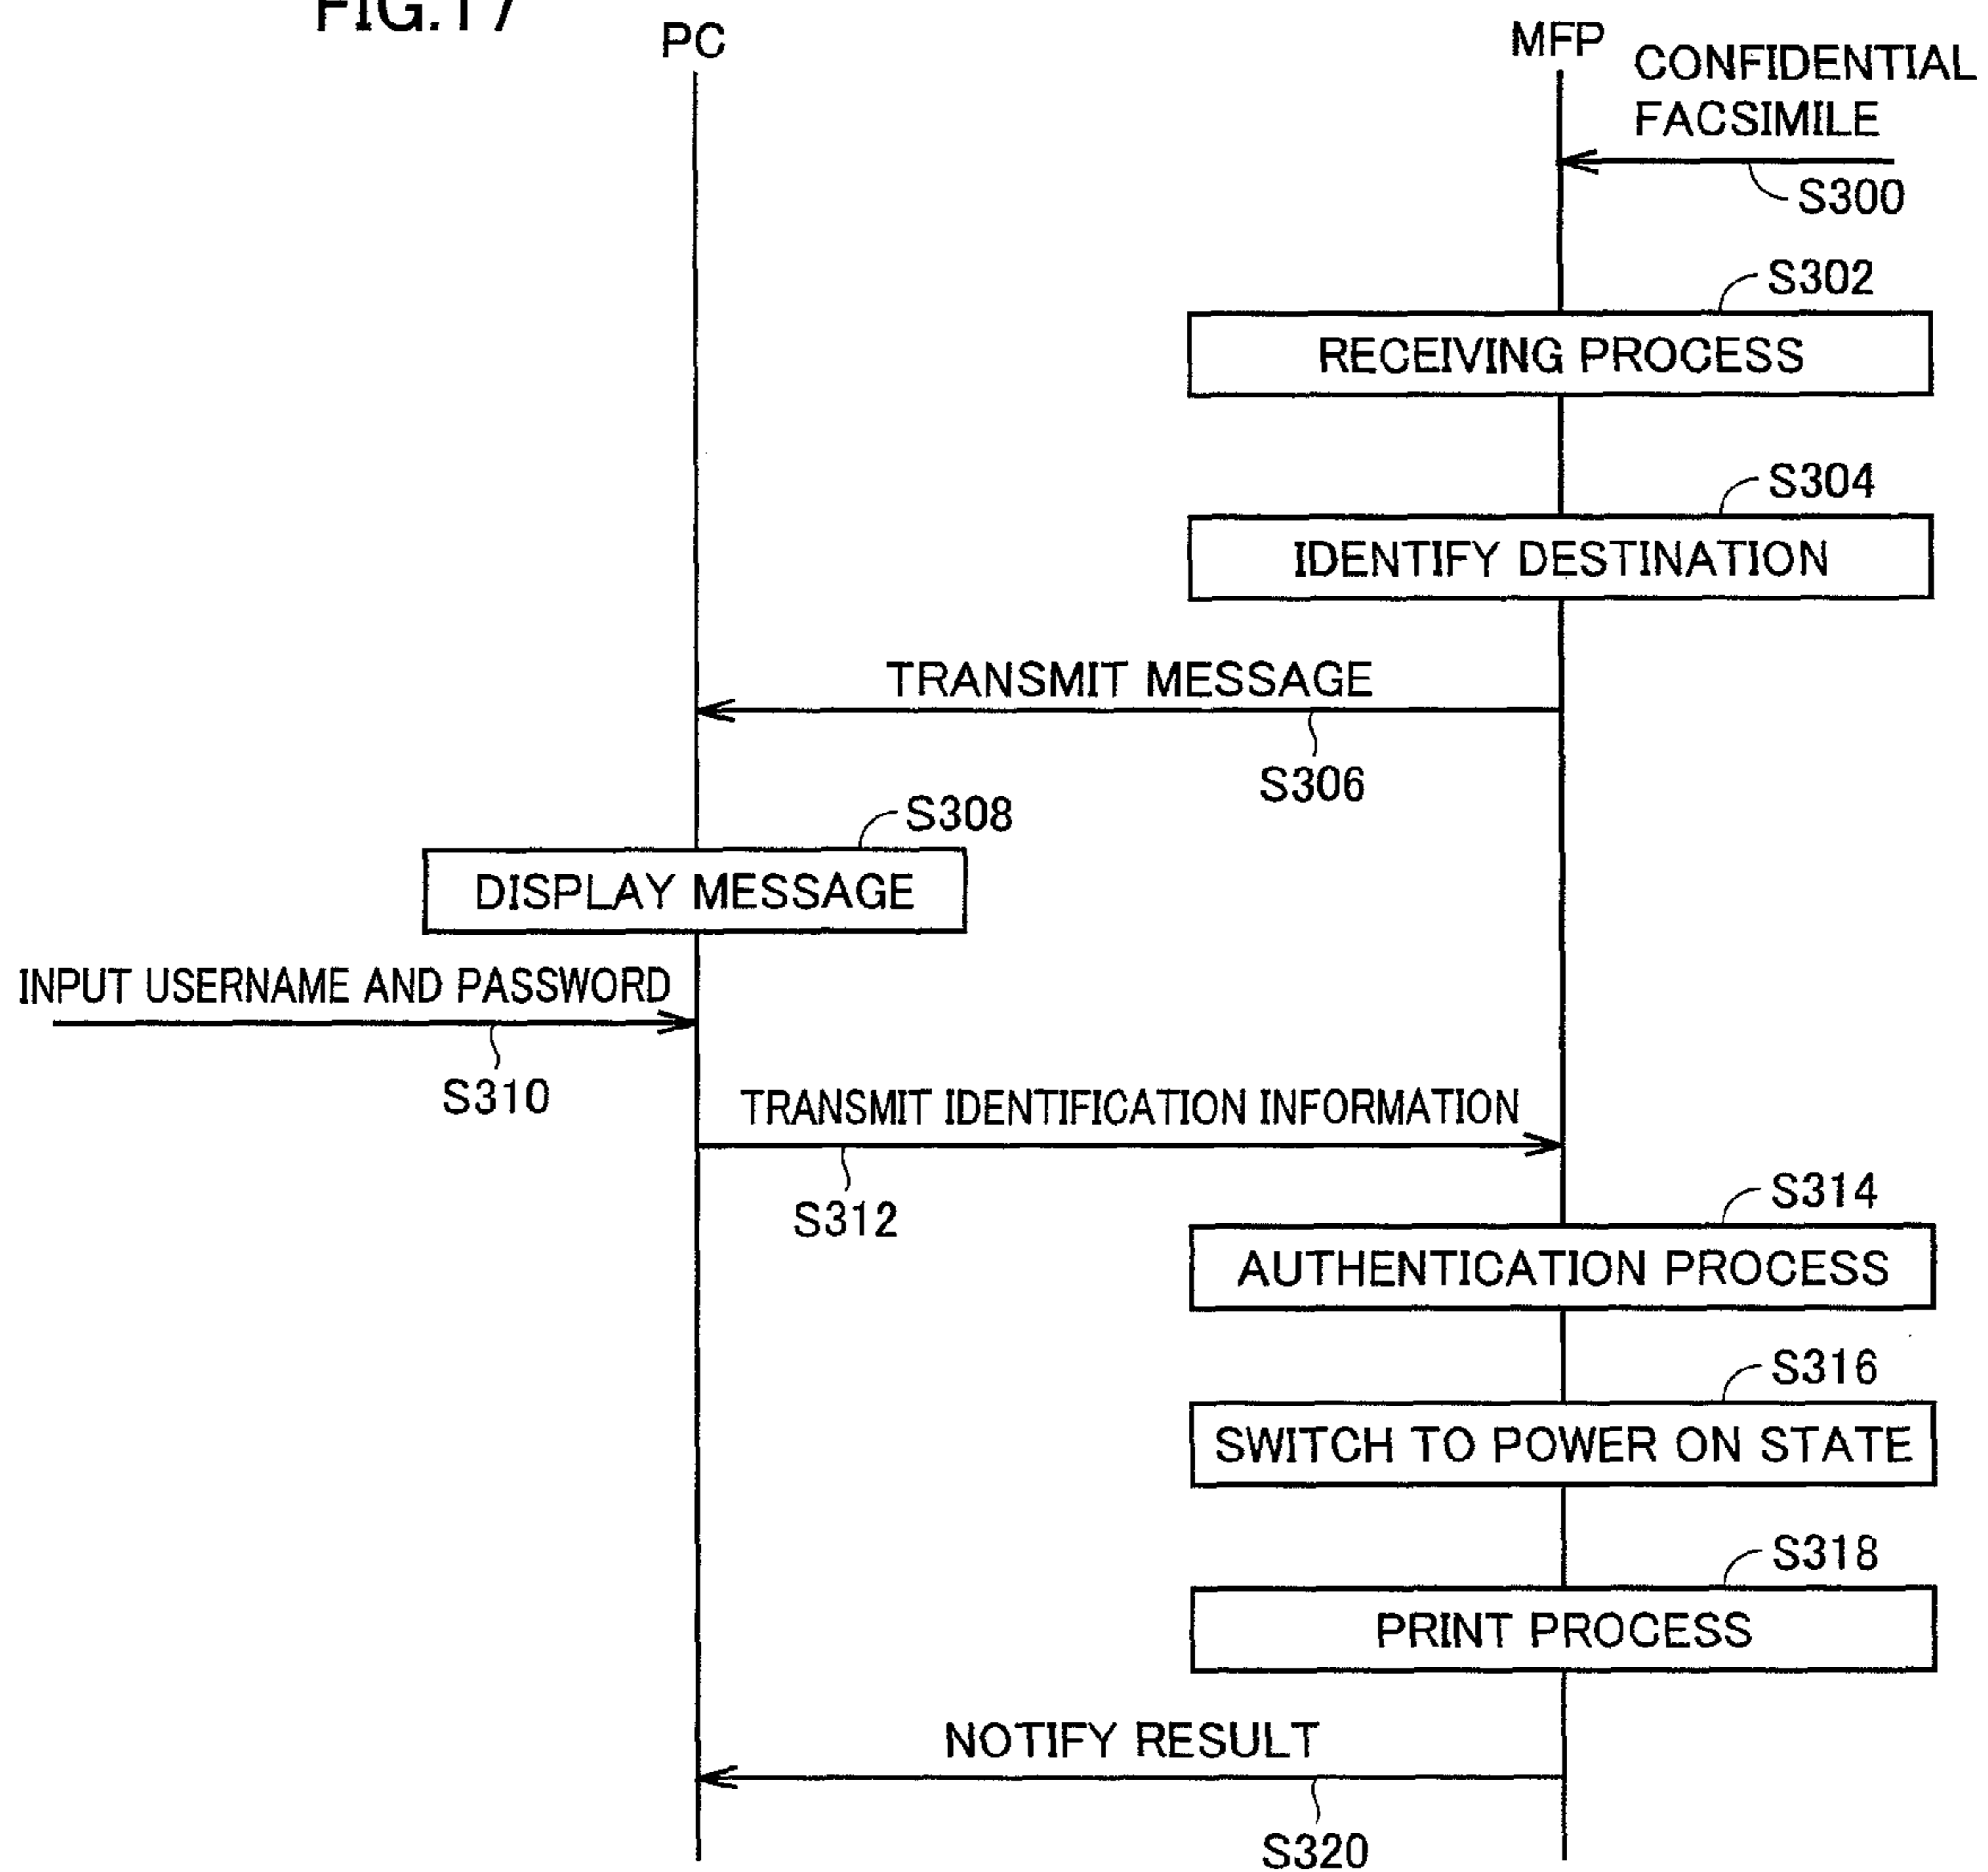 FIG.17
PC
MFP
CONFIDENTIAL
FACSIMILE
S300
S302
RECEIVING PROCESS
S304
IDENTIFY DESTINATION
TRANSMIT MESSAGE
S306
S308
DISPLAY MESSAGE
INPUT USERNAME AND PASSWORD
S310
TRANSMIT IDENTIFICATION INFORMATION
S312
S314
AUTHENTICATION PROCESS
S316
SWITCH TO POWER ON STATE
S318
PRINT PROCESS
NOTIFY RESULT
S320